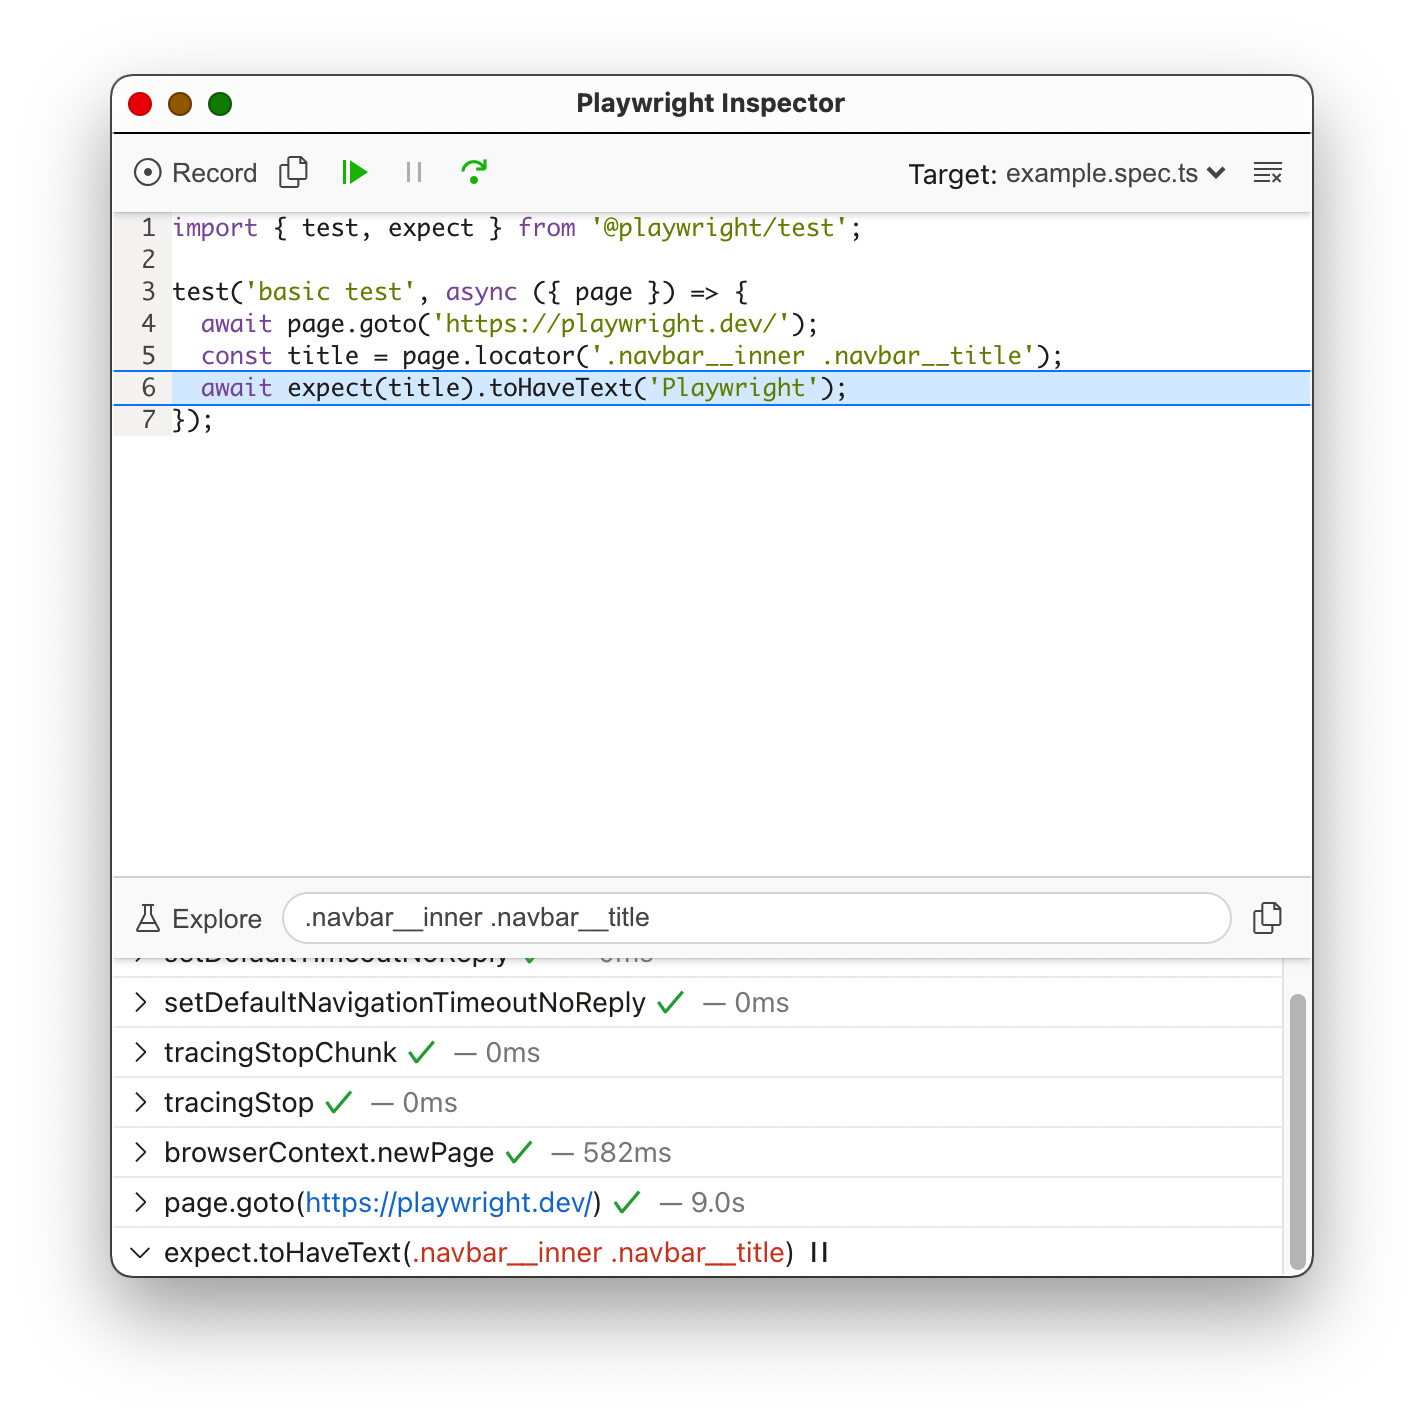 Playwright Inspector
Record
Target: example.spec.ts
1 import { test, expect } from '@playwright/test';
2
3 test('basic test', async ({ page }) => {
4   await page.goto('https://playwright.dev/');
5   const title = page.locator('.navbar__inner .navbar__title');
6   await expect(title).toHaveText('Playwright');
7 });
Explore .navbar__inner .navbar__title
setDefaultTimeoutNoReply ✓ — 0ms
setDefaultNavigationTimeoutNoReply ✓ — 0ms
tracingStopChunk ✓ — 0ms
tracingStop ✓ — 0ms
browserContext.newPage ✓ — 582ms
page.goto(https://playwright.dev/) ✓ — 9.0s
expect.toHaveText(.navbar__inner .navbar__title)